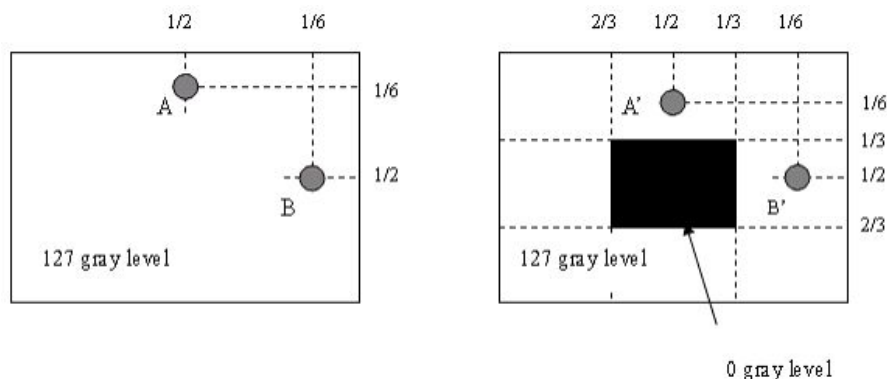 1/2 1/6
A
1/6
B
1/2
127 gray level
2/3 1/2 1/3 1/6
A'
1/6
1/3
1/2
B'
2/3
127 gray level
0 gray level